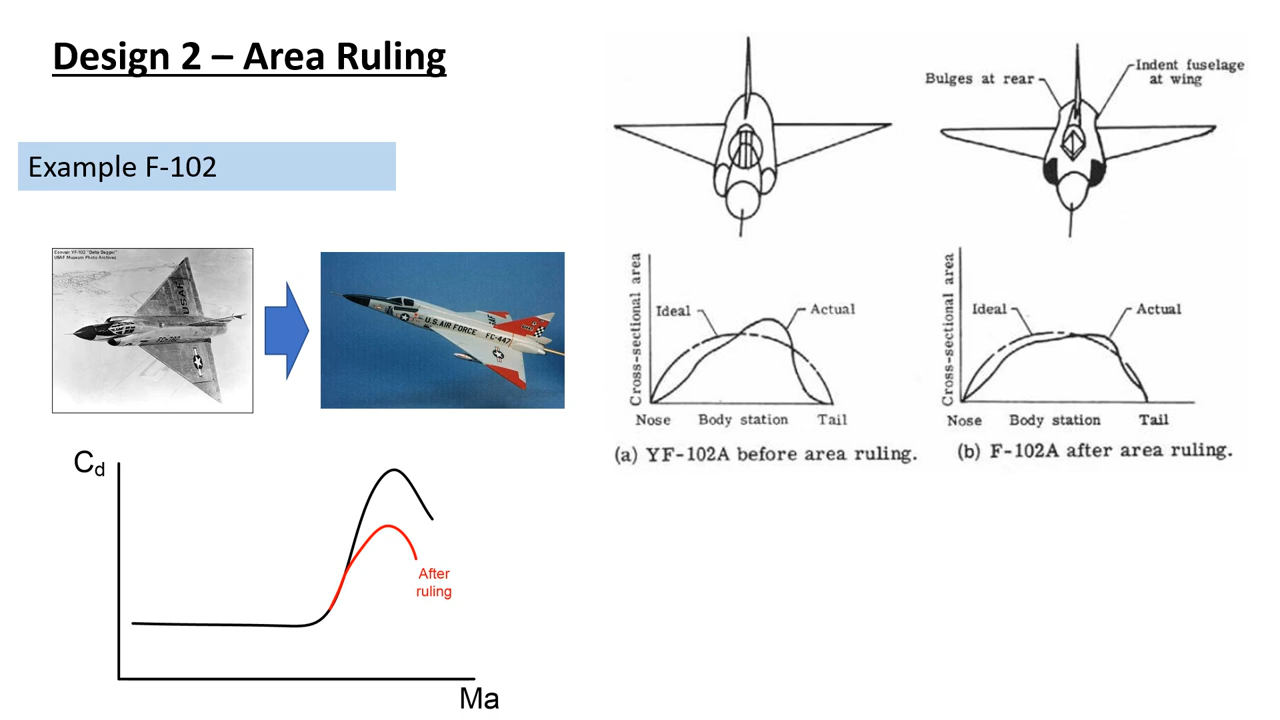 Design 2 – Area Ruling
Example F-102
Convair YF-102 "Delta Dagger"
USAF Museum Photo Archives
USAF
U.S. AIR FORCE
FC-447
Cd
After
ruling
Ma
Bulges at rear
Indent fuselage
at wing
Cross-sectional area
Ideal
Actual
Nose
Body station
Tail
(a) YF-102A before area ruling.
Cross-sectional area
Ideal
Actual
Nose
Body station
Tail
(b) F-102A after area ruling.